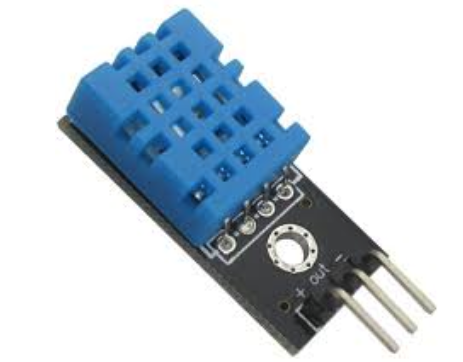 + out -